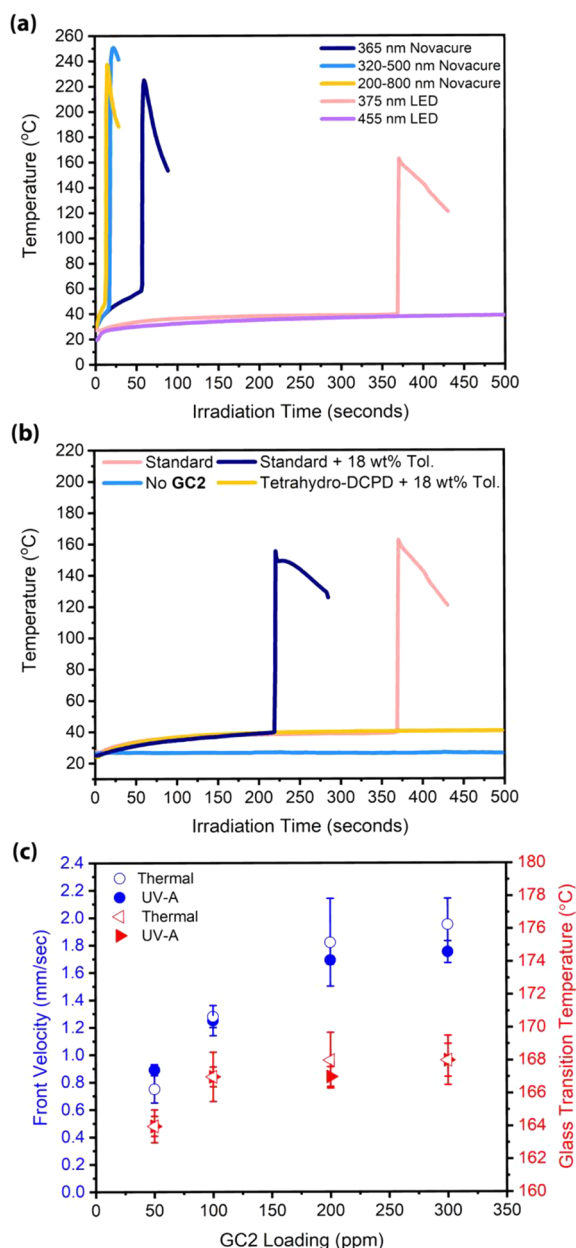 (a)
260
240
220
200
180
160
140
120
100
80
60
40
20
0
Temperature (°C)
365 nm Novacure
320-500 nm Novacure
200-800 nm Novacure
375 nm LED
455 nm LED
0 50 100 150 200 250 300 350 400 450 500
Irradiation Time (seconds)
(b)
220
200
180
160
140
120
100
80
60
40
20
Temperature (°C)
Standard Standard + 18 wt% Tol.
No GC2 Tetrahydro-DCPD + 18 wt% Tol.
0 50 100 150 200 250 300 350 400 450 500
Irradiation Time (seconds)
(c)
2.4
2.2
2.0
1.8
1.6
1.4
1.2
1.0
0.8
0.6
0.4
0.2
0.0
Front Velocity (mm/sec)
Thermal
UV-A
Thermal
UV-A
180
178
176
174
172
170
168
166
164
162
160
Glass Transition Temperature (°C)
0 50 100 150 200 250 300 350
GC2 Loading (ppm)